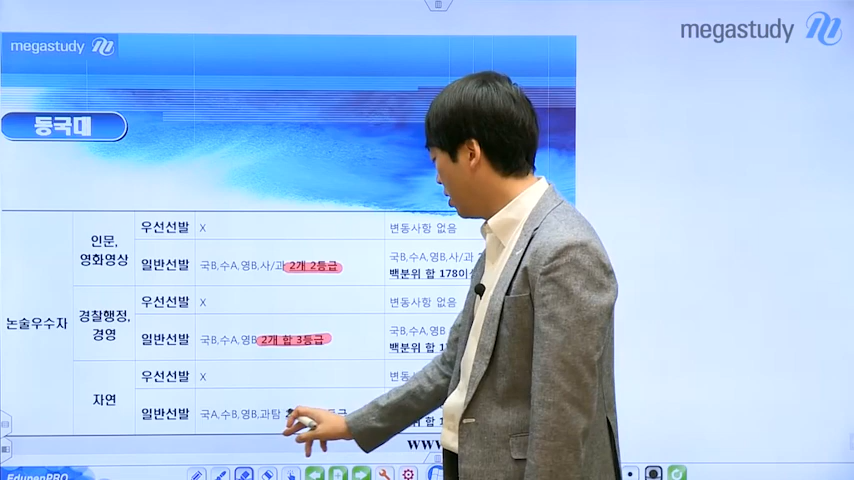 megastudy
megastudy
동국대
논술우수자
인문,
영화영상
우선선발
X
변동사항 없음
일반선발
국B,수A,영B,사/과 2개 2등급
국B,수A,영B,사/과
백분위 합 178이상
경찰행정,
경영
우선선발
X
변동사항 없음
일반선발
국B,수A,영B 2개 합 3등급
국B,수A,영B
백분위 합
자연
우선선발
X
변동
일반선발
국A,수B,영B,과탐
등급
www
EdupenPRO